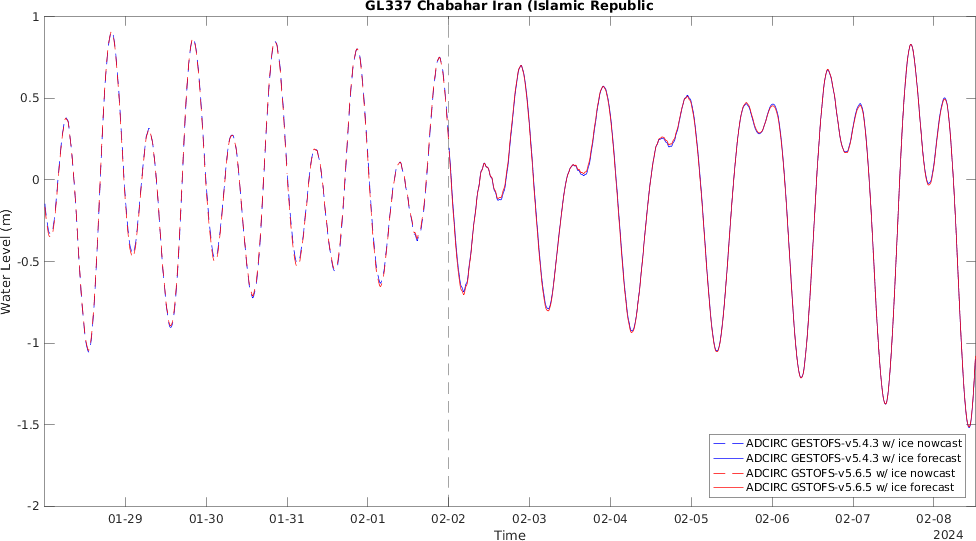 GL337 Chabahar Iran (Islamic Republic
1
0.5
0
-0.5
-1
-1.5
-2
Water Level (m)
ADCIRC GESTOFS-v5.4.3 w/ ice nowcast
ADCIRC GESTOFS-v5.4.3 w/ ice forecast
ADCIRC GSTOFS-v5.6.5 w/ ice nowcast
ADCIRC GSTOFS-v5.6.5 w/ ice forecast
01-29 01-30 01-31 02-01 02-02 02-03 02-04 02-05 02-06 02-07 02-08
Time
2024